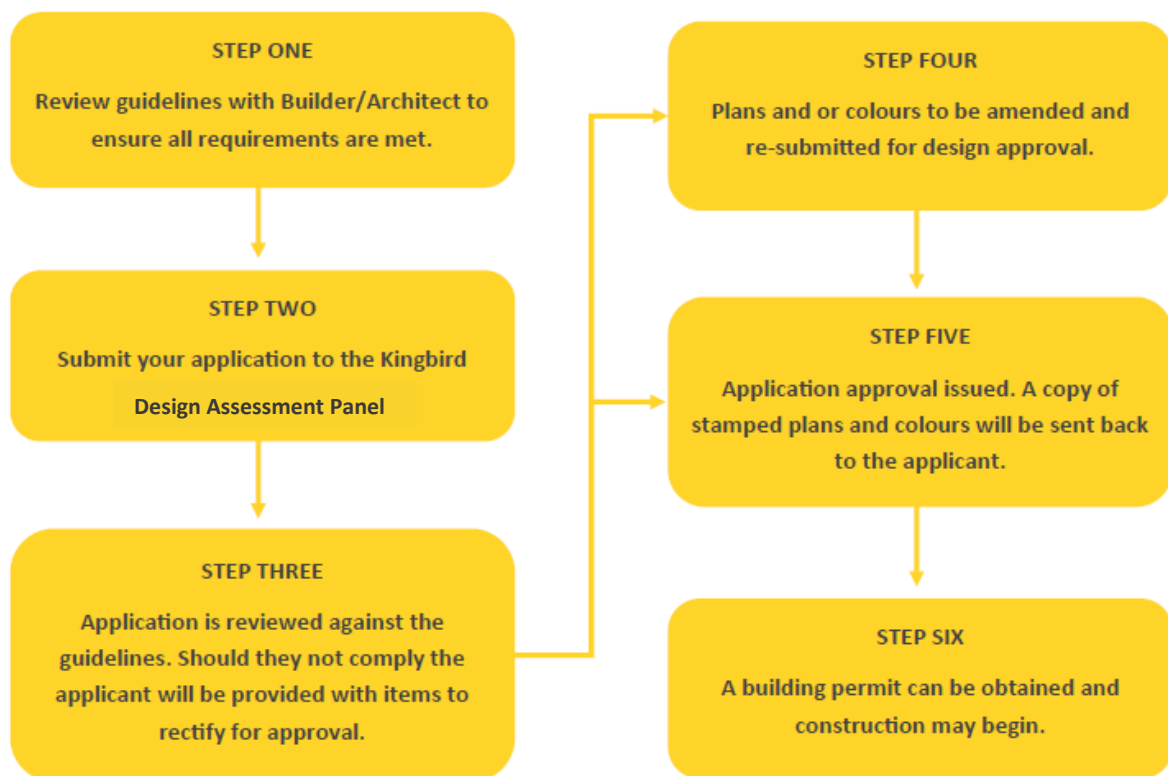 STEP ONE
Review guidelines with Builder/Architect to
ensure all requirements are met.
STEP TWO
Submit your application to the Kingbird
Design Assessment Panel
STEP THREE
Application is reviewed against the
guidelines. Should they not comply the
applicant will be provided with items to
rectify for approval.
STEP FOUR
Plans and or colours to be amended and
re-submitted for design approval.
STEP FIVE
Application approval issued. A copy of
stamped plans and colours will be sent back
to the applicant.
STEP SIX
A building permit can be obtained and
construction may begin.